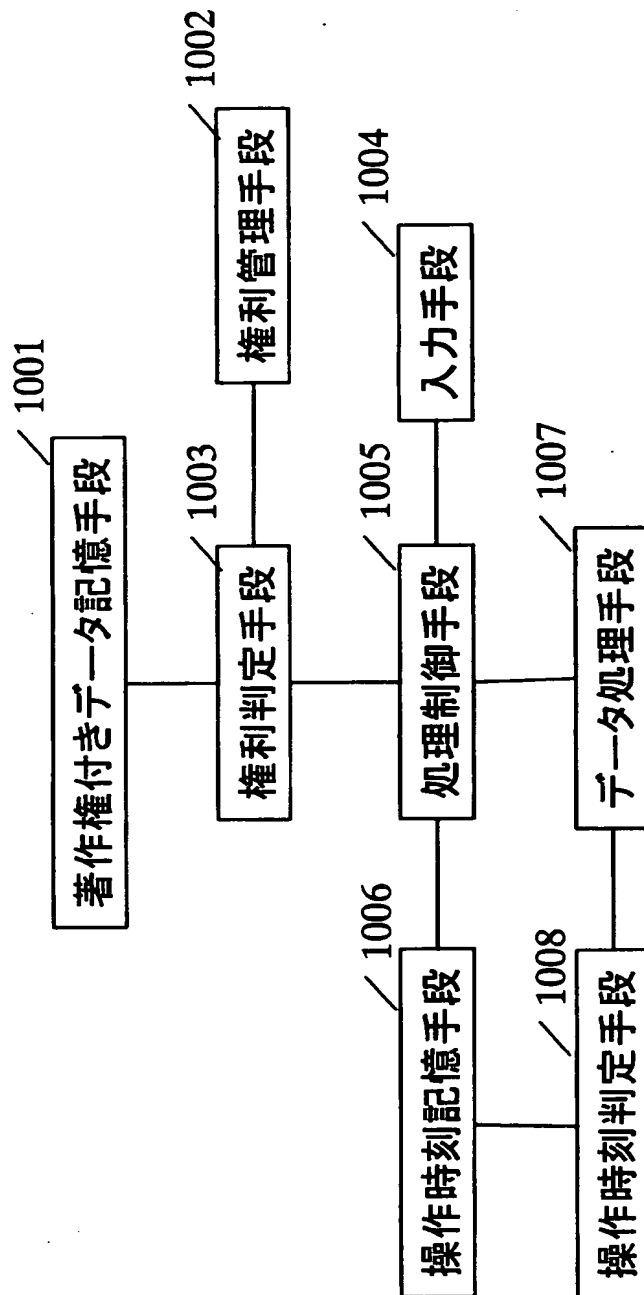 1001
著作権付きデータ記憶手段
1002
権利管理手段
1003
権利判定手段
1004
入力手段
1005
処理制御手段
1006
操作時刻記憶手段
1007
データ処理手段
1008
操作時刻判定手段